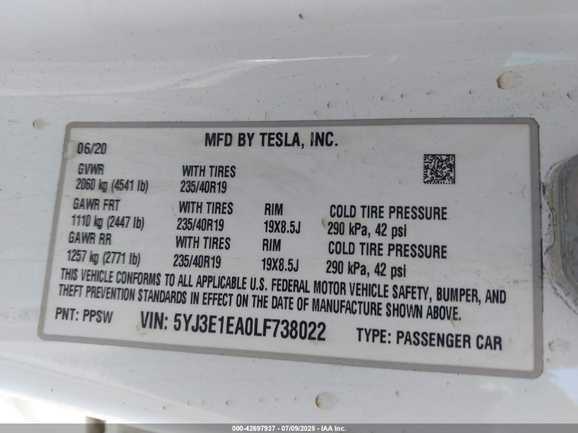 06/20
MFD BY TESLA, INC.
GVWR
2060 kg (4541 lb)
WITH TIRES
235/40R19
GAWR FRT
1110 kg (2447 lb)
WITH TIRES
235/40R19
RIM
19X8.5J
COLD TIRE PRESSURE
290 kPa, 42 psi
GAWR RR
1257 kg (2771 lb)
WITH TIRES
235/40R19
RIM
19X8.5J
COLD TIRE PRESSURE
290 kPa, 42 psi
THIS VEHICLE CONFORMS TO ALL APPLICABLE U.S. FEDERAL MOTOR VEHICLE SAFETY, BUMPER, AND
THEFT PREVENTION STANDARDS IN EFFECT ON THE DATE OF MANUFACTURE SHOWN ABOVE.
PNT: PPSW
VIN: 5YJ3E1EA0LF738022
TYPE: PASSENGER CAR
000-42697937 - 07/09/2025 - IAA Inc.